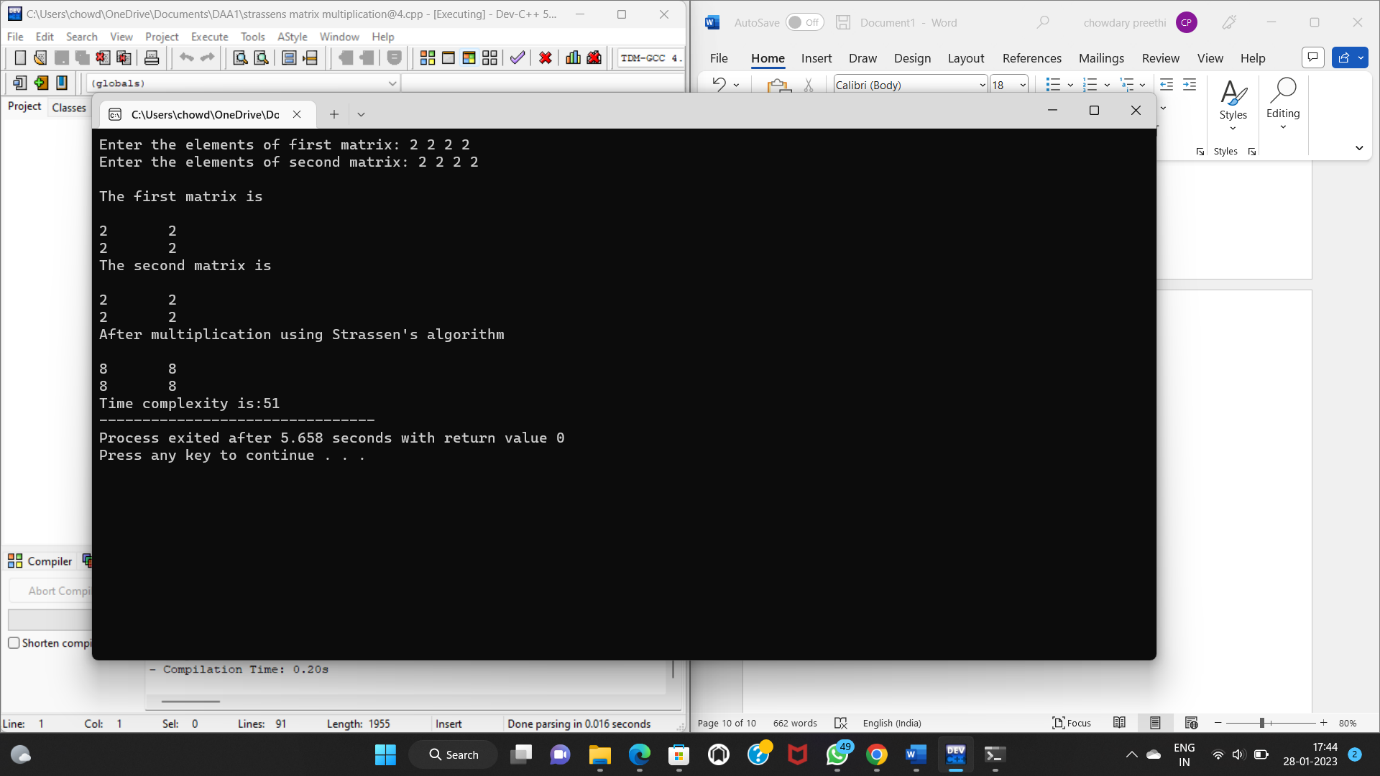 C:\Users\chowd\OneDrive\Documents\DAA1\strassens matrix multiplication@4.cpp - [Executing] - Dev-C++ 5...
File Edit Search View Project Execute Tools AStyle Window Help
TDM-GCC 4.
(globals)
Project Classes
AutoSave Off Document1 - Word chowdary preethi CP
File Home Insert Draw Design Layout References Mailings Review View Help
Calibri (Body) 18
Styles Editing
Styles
C:\Users\chowd\OneDrive\Do
Enter the elements of first matrix: 2 2 2 2
Enter the elements of second matrix: 2 2 2 2
The first matrix is
2 2
2 2
The second matrix is
2 2
2 2
After multiplication using Strassen's algorithm
8 8
8 8
Time complexity is:51
--------------------------------
Process exited after 5.658 seconds with return value 0
Press any key to continue . . .
Compiler
Abort Compi
Shorten compi
- Compilation Time: 0.20s
Line: 1 Col: 1 Sel: 0 Lines: 91 Length: 1955 Insert Done parsing in 0.016 seconds
Page 10 of 10 662 words English (India) Focus 80%
Search 49 DEV ENG IN 17:44 28-01-2023 2